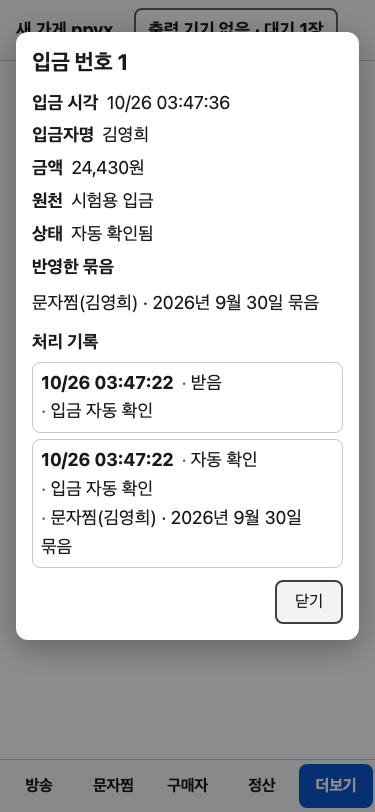 새 가게 ppyx
출력 기기 없음 · 대기 1장
입금 번호 1
입금 시각 10/26 03:47:36
입금자명 김영희
금액 24,430원
원천 시험용 입금
상태 자동 확인됨
반영한 묶음
문자찜(김영희) · 2026년 9월 30일 묶음
처리 기록
10/26 03:47:22 · 받음
· 입금 자동 확인
10/26 03:47:22 · 자동 확인
· 입금 자동 확인
· 문자찜(김영희) · 2026년 9월 30일
묶음
닫기
방송 문자찜 구매자 정산 더보기